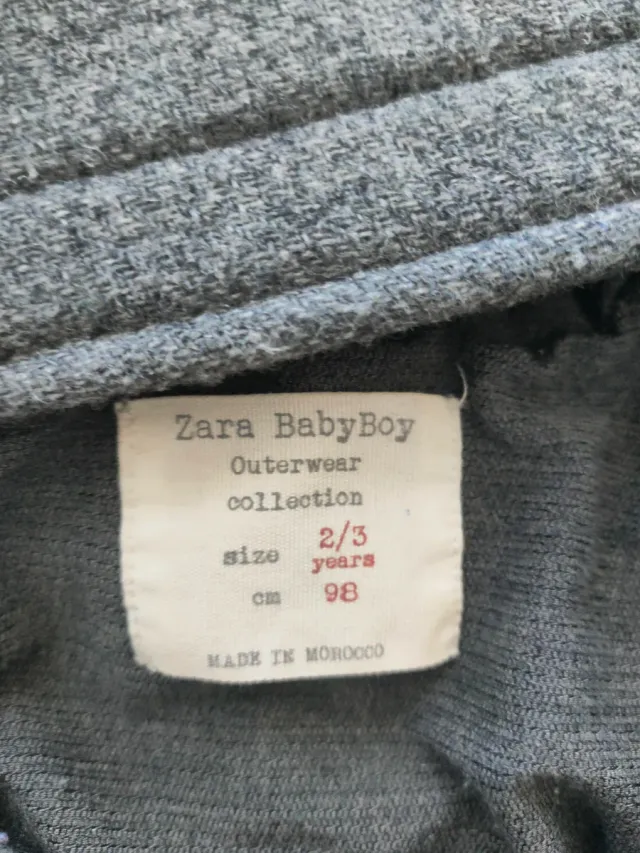 Zara BabyBoy
Outerwear
collection
size 2/3 years
cm 98
MADE IN MOROCCO